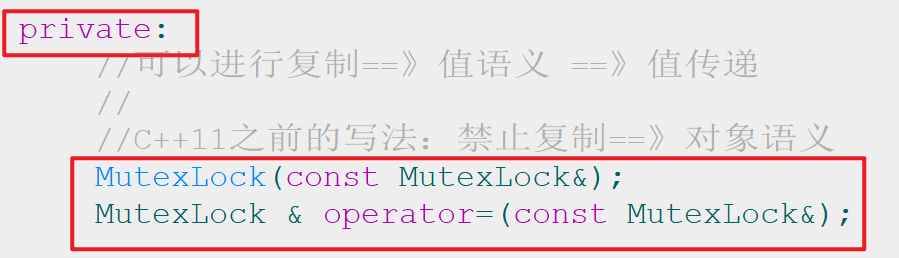 private:
//可以进行复制==》值语义 ==》值传递
//
//C++11之前的写法：禁止复制==》对象语义
MutexLock(const MutexLock&);
MutexLock & operator=(const MutexLock&);